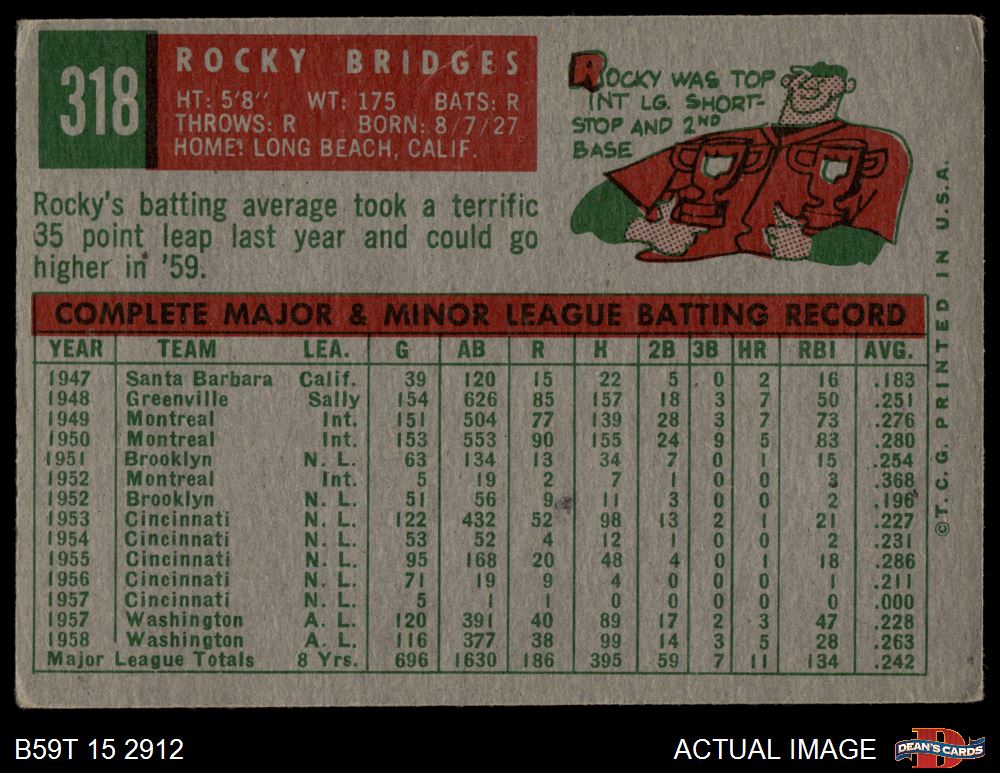 318
ROCKY BRIDGES
HT: 5'8" WT: 175 BATS: R
THROWS: R BORN: 8/7/27
HOME: LONG BEACH, CALIF.
ROCKY WAS TOP
INT LG. SHORT-
STOP AND 2ND
BASE
Rocky's batting average took a terrific
35 point leap last year and could go
higher in '59.
COMPLETE MAJOR & MINOR LEAGUE BATTING RECORD
YEAR TEAM LEA. G AB R H 2B 3B HR RBI AVG.
1947 Santa Barbara Calif. 39 120 15 22 5 0 2 16 .183
1948 Greenville Sally 154 626 85 157 18 3 7 50 .251
1949 Montreal Int. 151 504 77 139 28 3 7 73 .276
1950 Montreal Int. 153 553 90 155 24 9 5 83 .280
1951 Brooklyn N. L. 63 134 13 34 7 0 1 15 .254
1952 Montreal Int. 5 19 2 7 1 0 0 3 .368
1952 Brooklyn N. L. 51 56 9 11 3 0 0 2 .196
1953 Cincinnati N. L. 122 432 52 98 13 2 1 21 .227
1954 Cincinnati N. L. 53 52 4 12 1 0 0 2 .231
1955 Cincinnati N. L. 95 168 20 48 4 0 1 18 .286
1956 Cincinnati N. L. 71 19 9 4 0 0 0 1 .211
1957 Cincinnati N. L. 5 1 1 0 0 0 0 0 .000
1957 Washington A. L. 120 391 40 89 17 2 3 47 .228
1958 Washington A. L. 116 377 38 99 14 3 5 28 .263
Major League Totals 8 Yrs. 696 1630 186 395 59 7 11 134 .242
©T. C. G. PRINTED IN U.S.A.
B59T 15 2912
ACTUAL IMAGE
D
DEAN'S CARDS